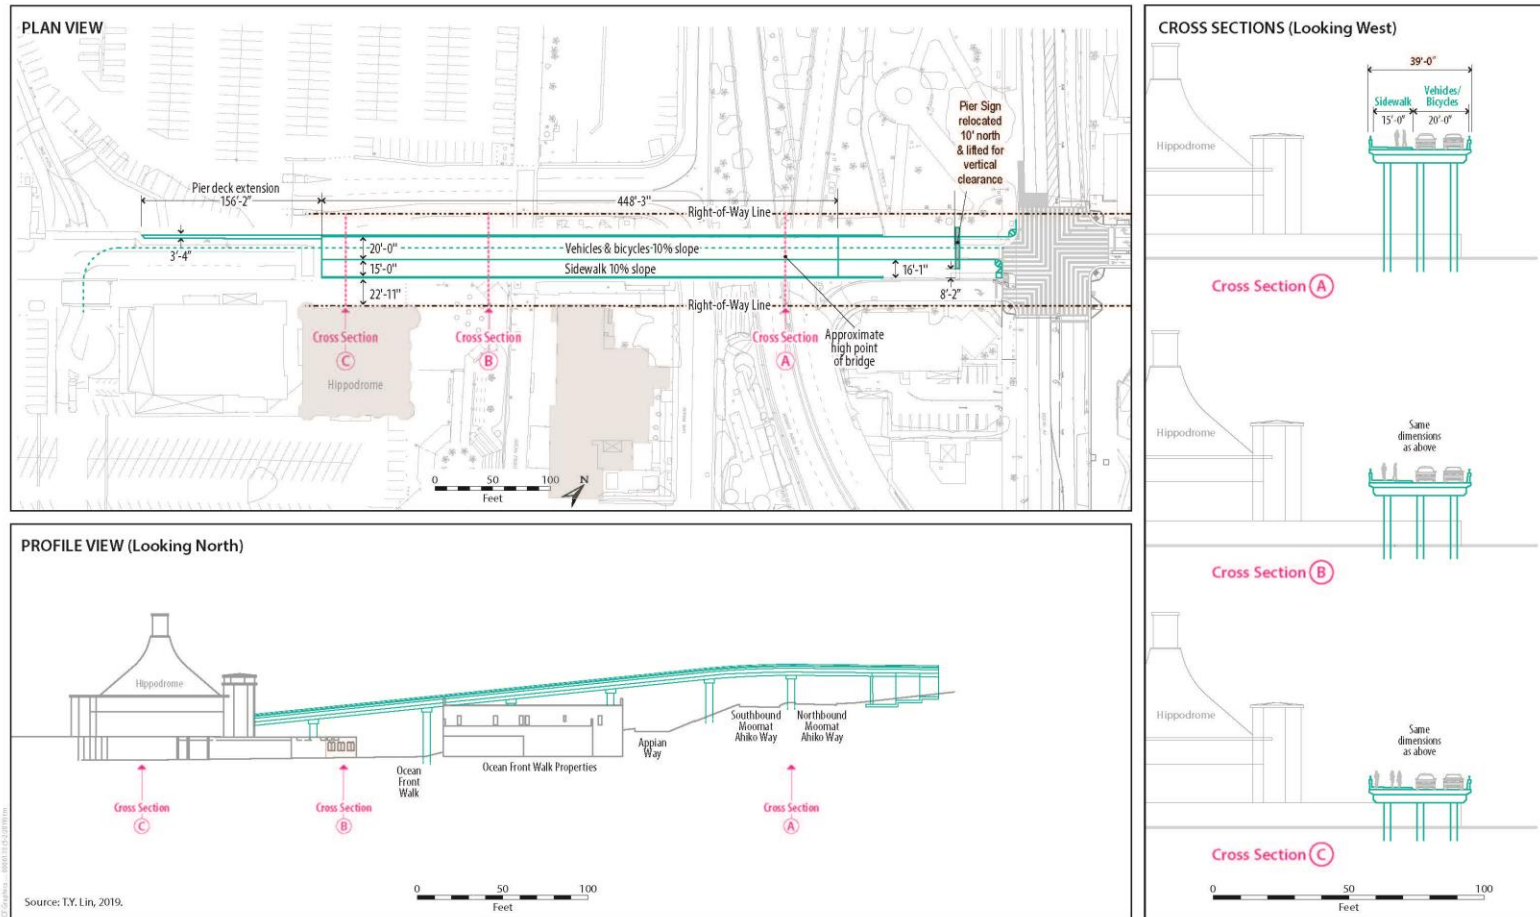 PLAN VIEW
Pier Sign
relocated
10' north
& lifted for
vertical
clearance
Pier deck extension
156'-2"
448'-3"
Right-of-Way Line
3'-4"
20'-0"
Vehicles & bicycles 10% slope
15'-0"
Sidewalk 10% slope
16'-1"
22'-11"
8'-2"
Right-of-Way Line
Cross Section
C
Cross Section
B
Cross Section
A
Approximate
high point
of bridge
Hippodrome
0 50 100
Feet
N
PROFILE VIEW (Looking North)
Hippodrome
Ocean
Front
Walk
Ocean Front Walk Properties
Appian
Way
Southbound
Moomat
Ahiko Way
Northbound
Moomat
Ahiko Way
Cross Section
C
Cross Section
B
Cross Section
A
0 50 100
Feet
Source: T.Y. Lin, 2019.
CROSS SECTIONS (Looking West)
39'-0"
Sidewalk
Vehicles/
Bicycles
15'-0" 20'-0"
Hippodrome
Cross Section A
Same
dimensions
as above
Hippodrome
Cross Section B
Same
dimensions
as above
Hippodrome
Cross Section C
0 50 100
Feet